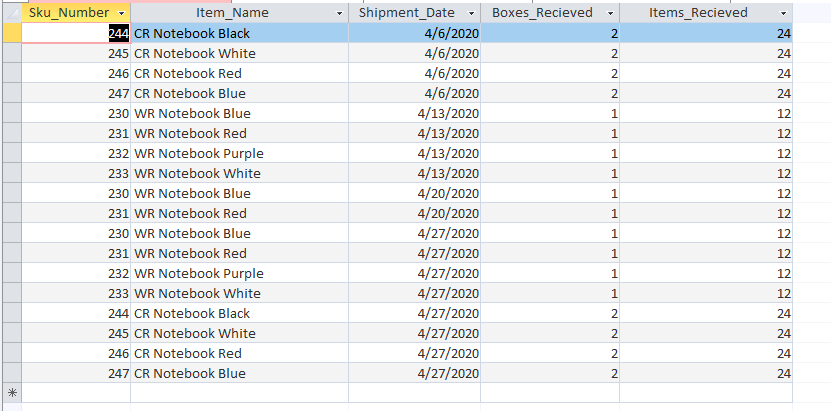 Sku_Number Item_Name Shipment_Date Boxes_Recieved Items_Recieved
244 CR Notebook Black 4/6/2020 2 24
245 CR Notebook White 4/6/2020 2 24
246 CR Notebook Red 4/6/2020 2 24
247 CR Notebook Blue 4/6/2020 2 24
230 WR Notebook Blue 4/13/2020 1 12
231 WR Notebook Red 4/13/2020 1 12
232 WR Notebook Purple 4/13/2020 1 12
233 WR Notebook White 4/13/2020 1 12
230 WR Notebook Blue 4/20/2020 1 12
231 WR Notebook Red 4/20/2020 1 12
230 WR Notebook Blue 4/27/2020 1 12
231 WR Notebook Red 4/27/2020 1 12
232 WR Notebook Purple 4/27/2020 1 12
233 WR Notebook White 4/27/2020 1 12
244 CR Notebook Black 4/27/2020 2 24
245 CR Notebook White 4/27/2020 2 24
246 CR Notebook Red 4/27/2020 2 24
247 CR Notebook Blue 4/27/2020 2 24